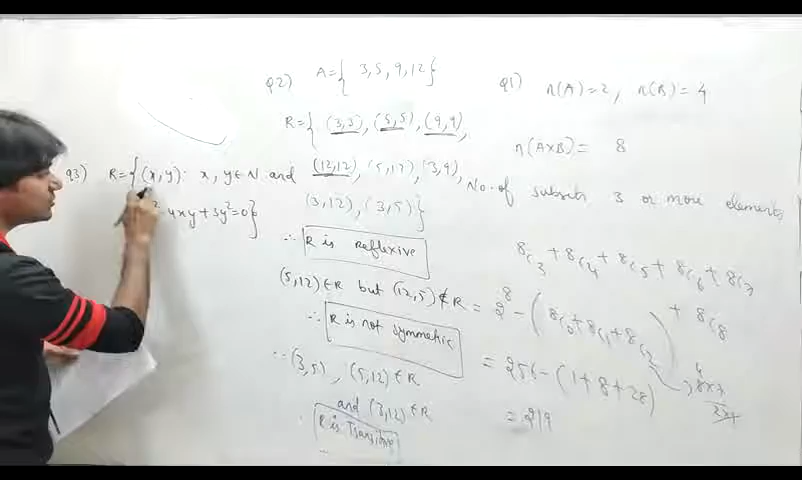 Q3) R={(x,y): x, y∈N and
² - 4xy+3y²=0}
Q2) A={ 3,5,9,12}
R={ (3,3), (5,5), (9,9),
(12,12), (5,12), (3,9),
(3,12), (3,5)}
∴ R is reflexive
(5,12)∈R but (12,5)∉R
∴ R is not symmetric
∵ (3,5), (5,12)∈R
and (3,12)∈R
R is Transitive
Q1) n(A)=2, n(B)=4
n(A×B)= 8
No. of subsets 3 or more elements
8c3 + 8c4 + 8c5 + 8c6 + 8c7
+ 8c8
= 2^8 - (8c0+8c1+8c2)
= 256-(1+8+28)
= 219